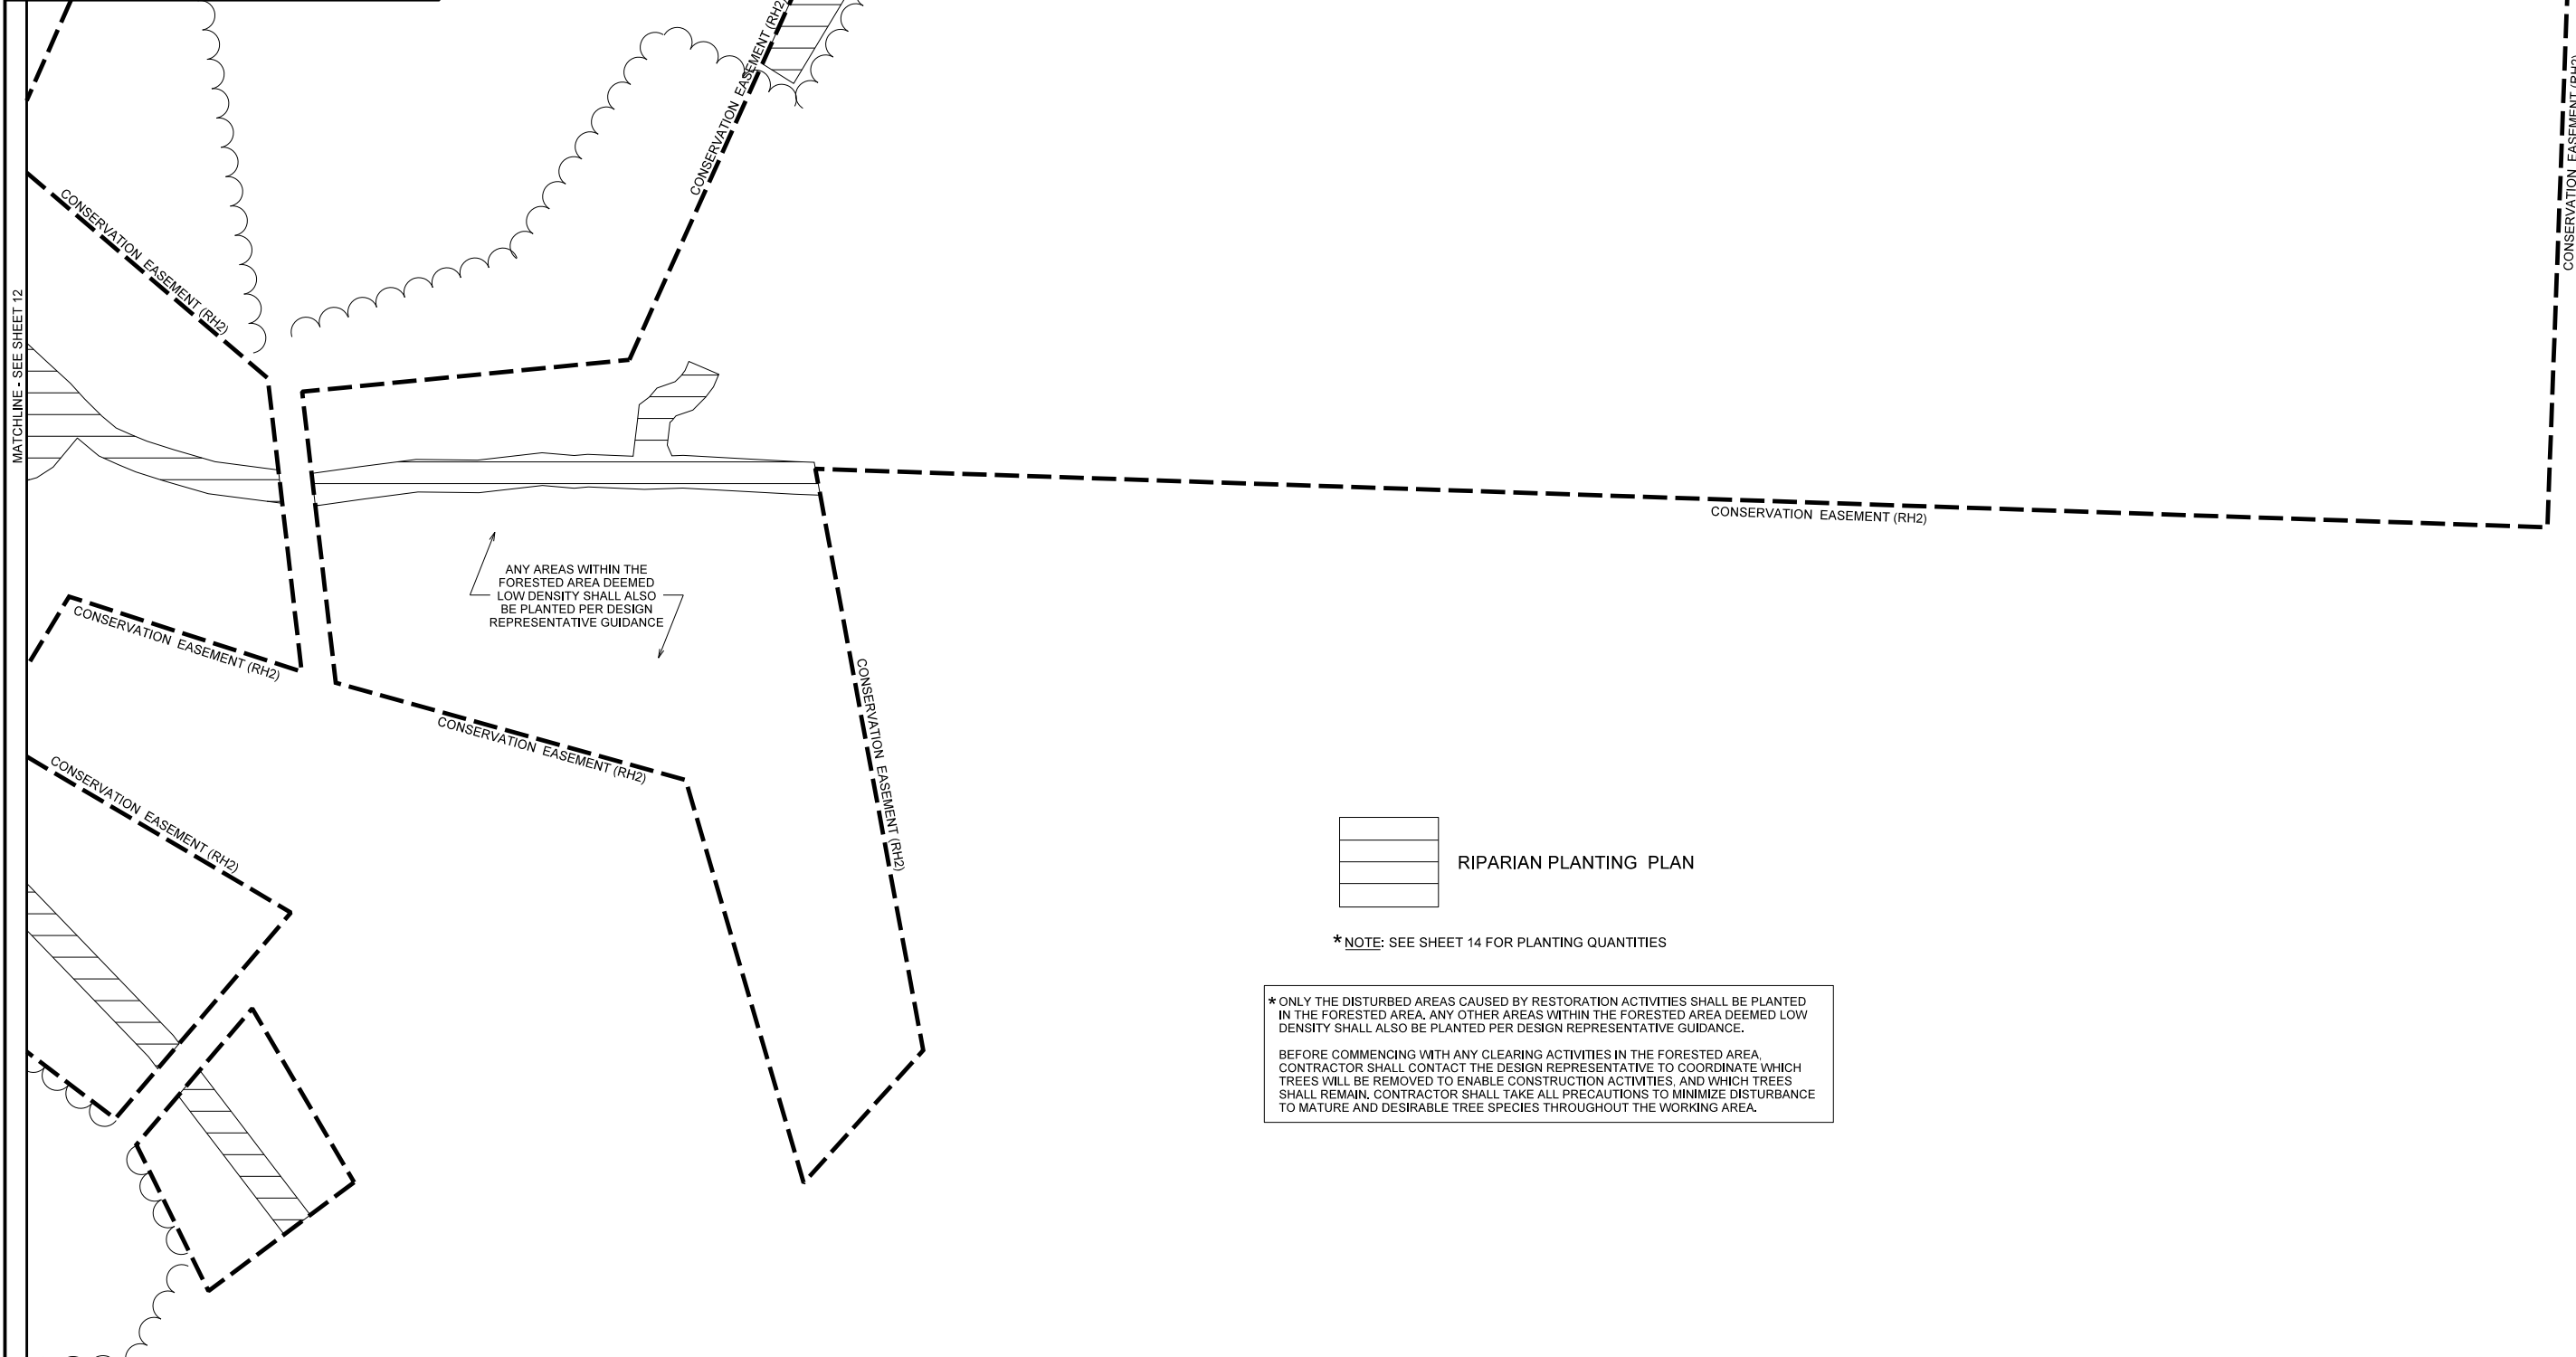 MATCHLINE - SEE SHEET 12
CONSERVATION EASEMENT (RH2)
CONSERVATION EASEMENT (RH2)
CONSERVATION EASEMENT (RH2)
CONSERVATION EASEMENT (RH2)
ANY AREAS WITHIN THE
FORESTED AREA DEEMED
LOW DENSITY SHALL ALSO
BE PLANTED PER DESIGN
REPRESENTATIVE GUIDANCE
CONSERVATION EASEMENT (RH2)
CONSERVATION EASEMENT (RH2)
CONSERVATION EASEMENT (RH2)
CONSERVATION EASEMENT (RH2)
CONSERVATION EASEMENT (RH2)
RIPARIAN PLANTING PLAN
* NOTE: SEE SHEET 14 FOR PLANTING QUANTITIES
* ONLY THE DISTURBED AREAS CAUSED BY RESTORATION ACTIVITIES SHALL BE PLANTED
IN THE FORESTED AREA. ANY OTHER AREAS WITHIN THE FORESTED AREA DEEMED LOW
DENSITY SHALL ALSO BE PLANTED PER DESIGN REPRESENTATIVE GUIDANCE.
BEFORE COMMENCING WITH ANY CLEARING ACTIVITIES IN THE FORESTED AREA,
CONTRACTOR SHALL CONTACT THE DESIGN REPRESENTATIVE TO COORDINATE WHICH
TREES WILL BE REMOVED TO ENABLE CONSTRUCTION ACTIVITIES, AND WHICH TREES
SHALL REMAIN. CONTRACTOR SHALL TAKE ALL PRECAUTIONS TO MINIMIZE DISTURBANCE
TO MATURE AND DESIRABLE TREE SPECIES THROUGHOUT THE WORKING AREA.